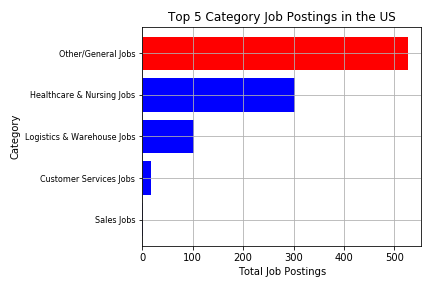 Top 5 Category Job Postings in the US
Category
Other/General Jobs
Healthcare & Nursing Jobs
Logistics & Warehouse Jobs
Customer Services Jobs
Sales Jobs
0 100 200 300 400 500
Total Job Postings